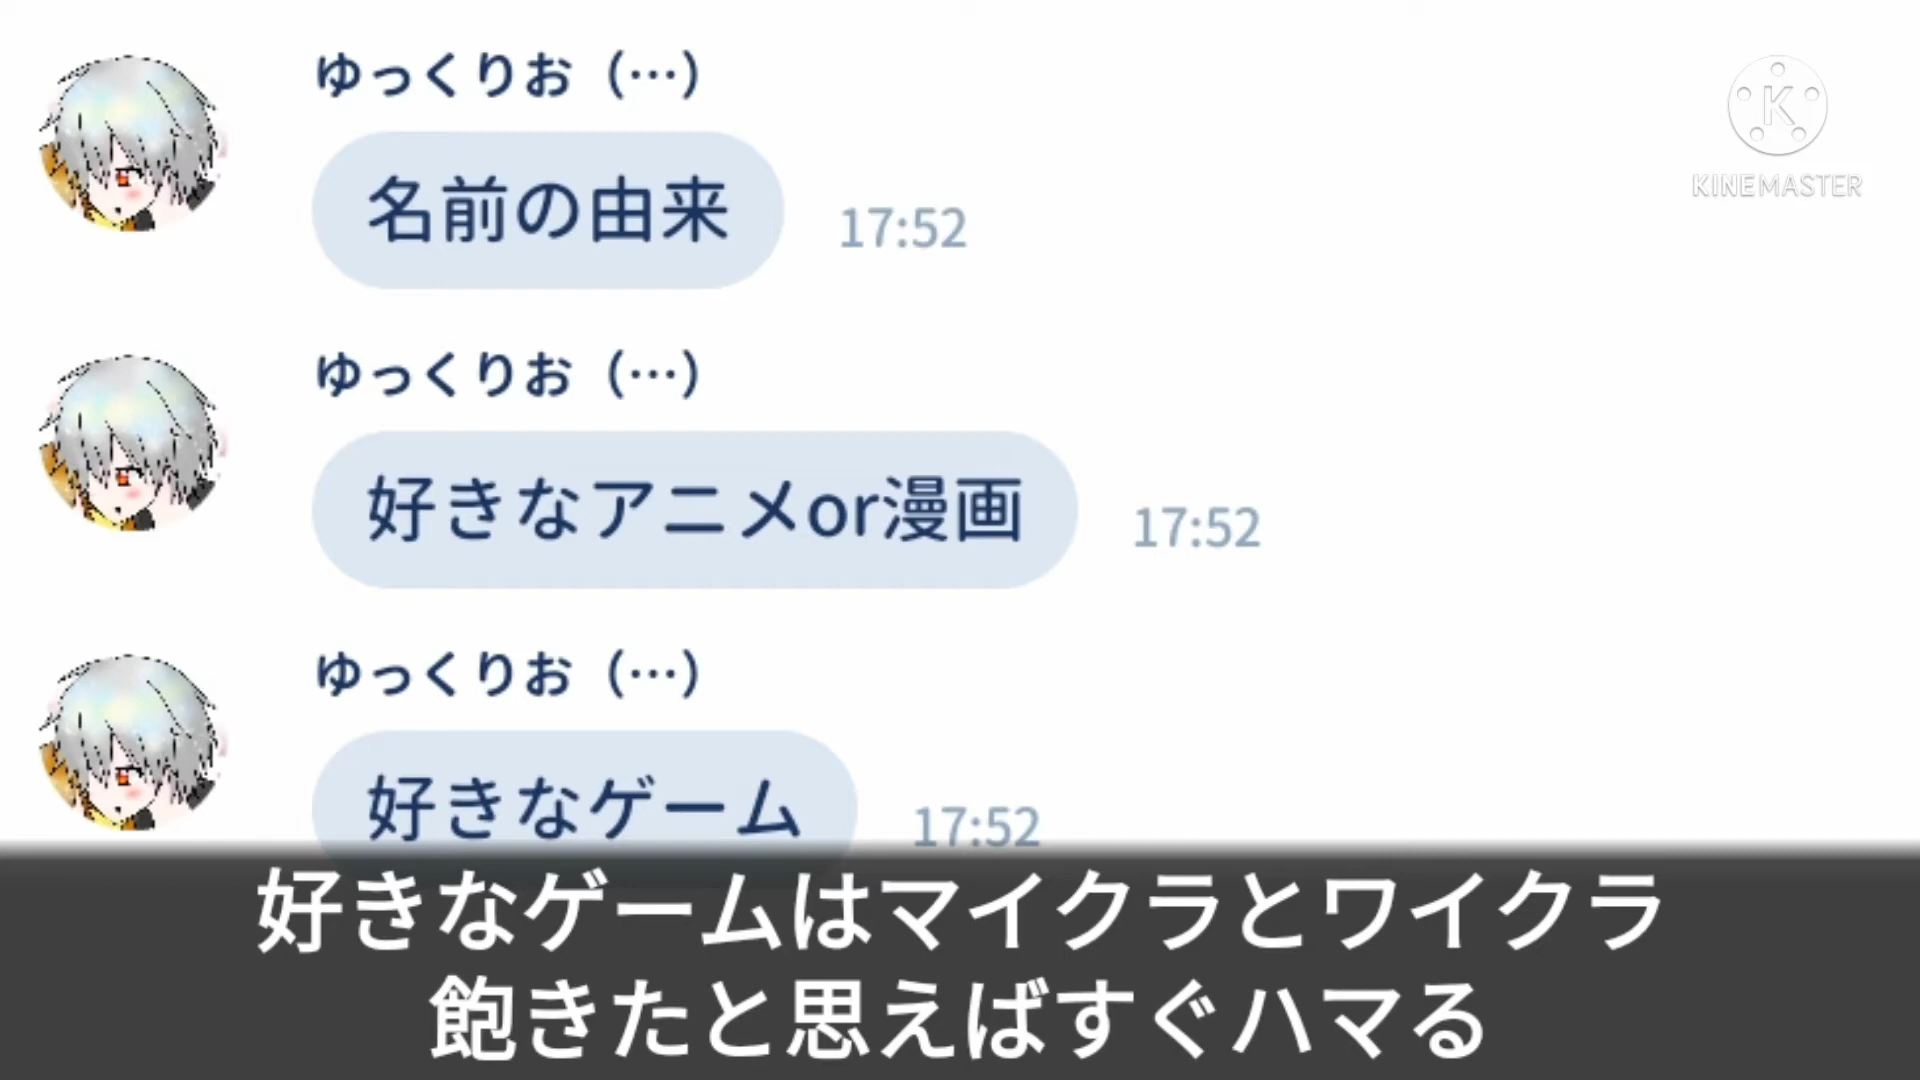 ゆっくりお（…）
名前の由来
17:52
K
KINEMASTER
ゆっくりお（…）
好きなアニメor漫画
17:52
ゆっくりお（…）
好きなゲーム
17:52
好きなゲームはマイクラとワイクラ
飽きたと思えばすぐハマる